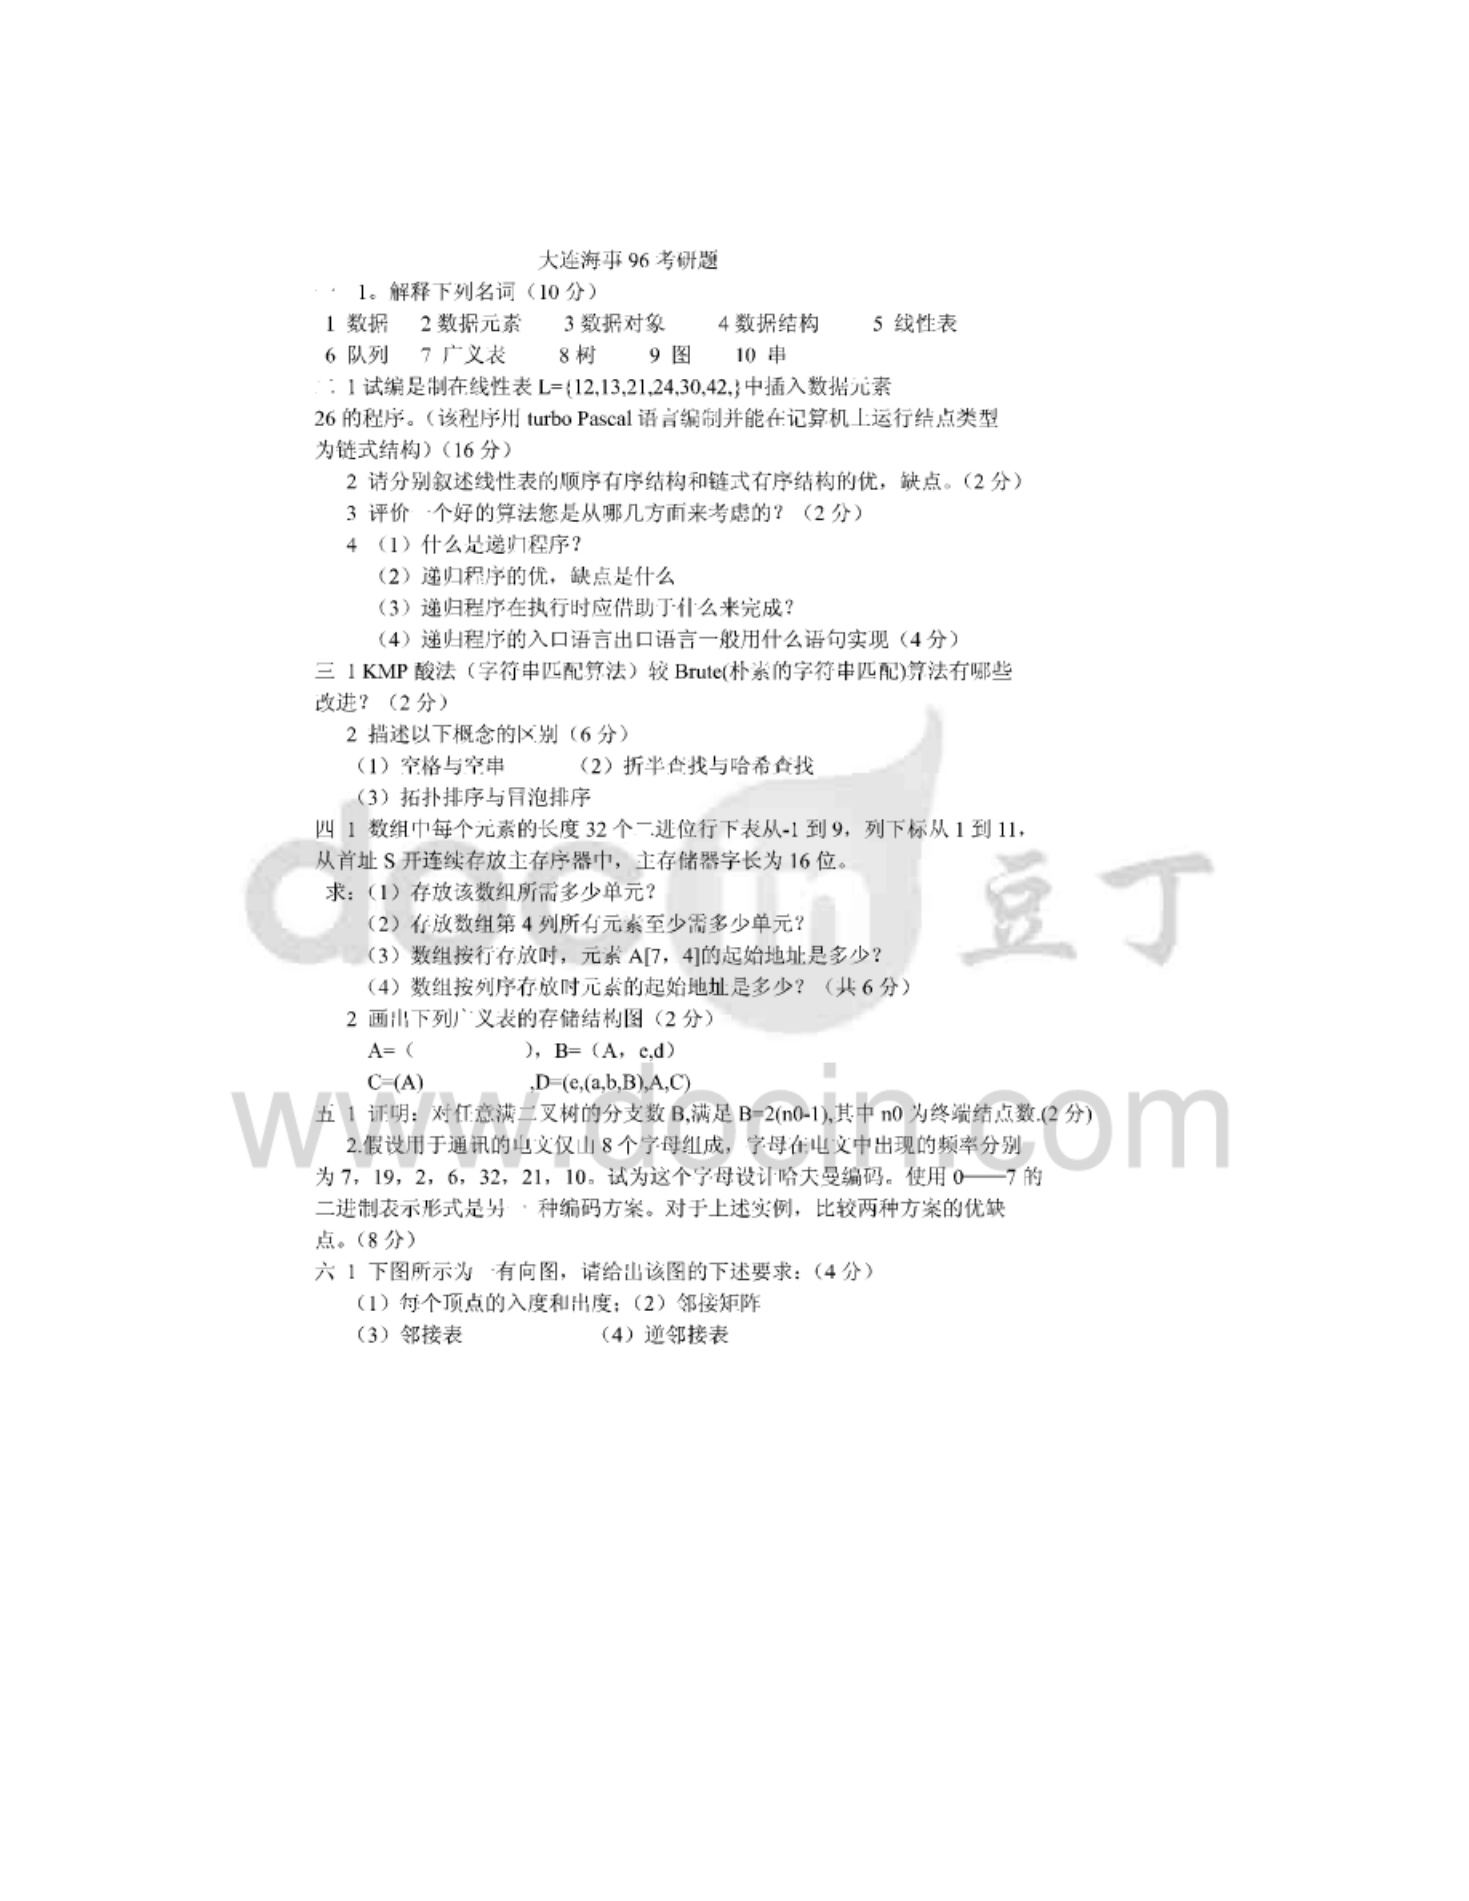 大连海事 96 考研题
一 1。解释下列名词（10 分）
1 数据 2 数据元素 3 数据对象 4 数据结构 5 线性表
6 队列 7 广义表 8 树 9 图 10 串
二 1 试编是制在线性表 L={12,13,21,24,30,42,}中插入数据元素
26 的程序。（该程序用 turbo Pascal 语言编制并能在记算机上运行结点类型
为链式结构）（16 分）
2 请分别叙述线性表的顺序有序结构和链式有序结构的优，缺点。（2 分）
3 评价一个好的算法您是从哪几方面来考虑的？（2 分）
4 （1）什么是递归程序？
（2）递归程序的优，缺点是什么
（3）递归程序在执行时应借助于什么来完成？
（4）递归程序的入口语言出口语言一般用什么语句实现（4 分）
三 1 KMP 酸法（字符串匹配算法）较 Brute(朴素的字符串匹配)算法有哪些
改进？（2 分）
2 描述以下概念的区别（6 分）
（1）空格与空串 （2）折半查找与哈希查找
（3）拓扑排序与冒泡排序
四 1 数组中每个元素的长度 32 个二进位行下表从-1 到 9，列下标从 1 到 11，
从首址 S 开连续存放主存序器中，主存储器字长为 16 位。
求：（1）存放该数组所需多少单元？
（2）存放数组第 4 列所有元素至少需多少单元？
（3）数组按行存放时，元素 A[7，4]的起始地址是多少？
（4）数组按列序存放时元素的起始地址是多少？（共 6 分）
2 画出下列广义表的存储结构图（2 分）
A=（ ），B=（A，c,d）
C=(A) ,D=(e,(a,b,B),A,C)
五 1 证明：对任意满二叉树的分支数 B,满足 B=2(n0-1),其中 n0 为终端结点数.(2 分)
2.假设用于通讯的电文仅由 8 个字母组成，字母在电文中出现的频率分别
为 7，19，2，6，32，21，10。试为这个字母设计哈夫曼编码。使用 0——7 的
二进制表示形式是另一种编码方案。对于上述实例，比较两种方案的优缺
点。（8 分）
六 1 下图所示为一有向图，请给出该图的下述要求：（4 分）
（1）每个顶点的入度和出度；（2）邻接矩阵
（3）邻接表 （4）逆邻接表
docin 豆丁
www.docin.com